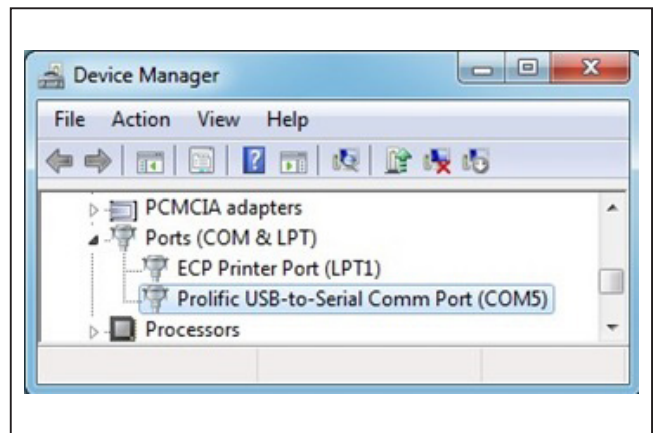 Device Manager
File Action View Help
PCMCIA adapters
Ports (COM & LPT)
ECP Printer Port (LPT1)
Prolific USB-to-Serial Comm Port (COM5)
Processors